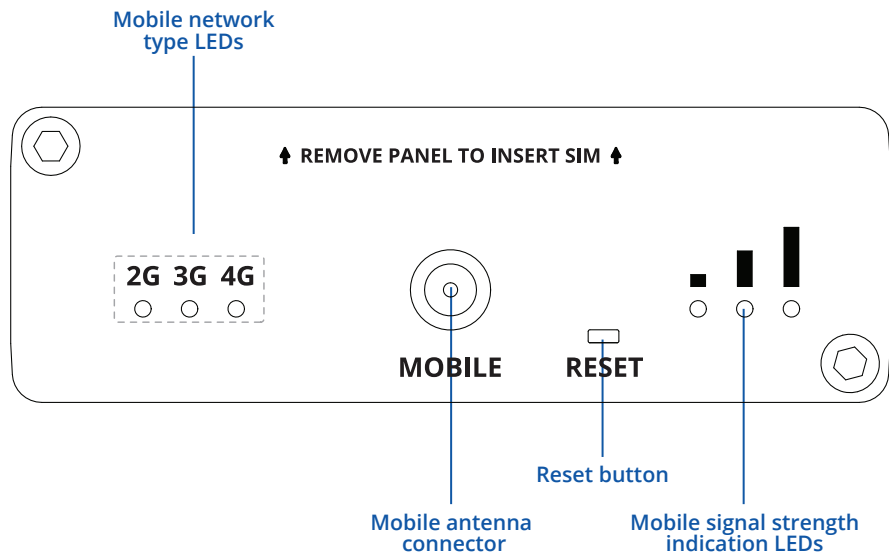 Mobile network
type LEDs
REMOVE PANEL TO INSERT SIM
2G 3G 4G
MOBILE
RESET
Reset button
Mobile antenna
connector
Mobile signal strength
indication LEDs